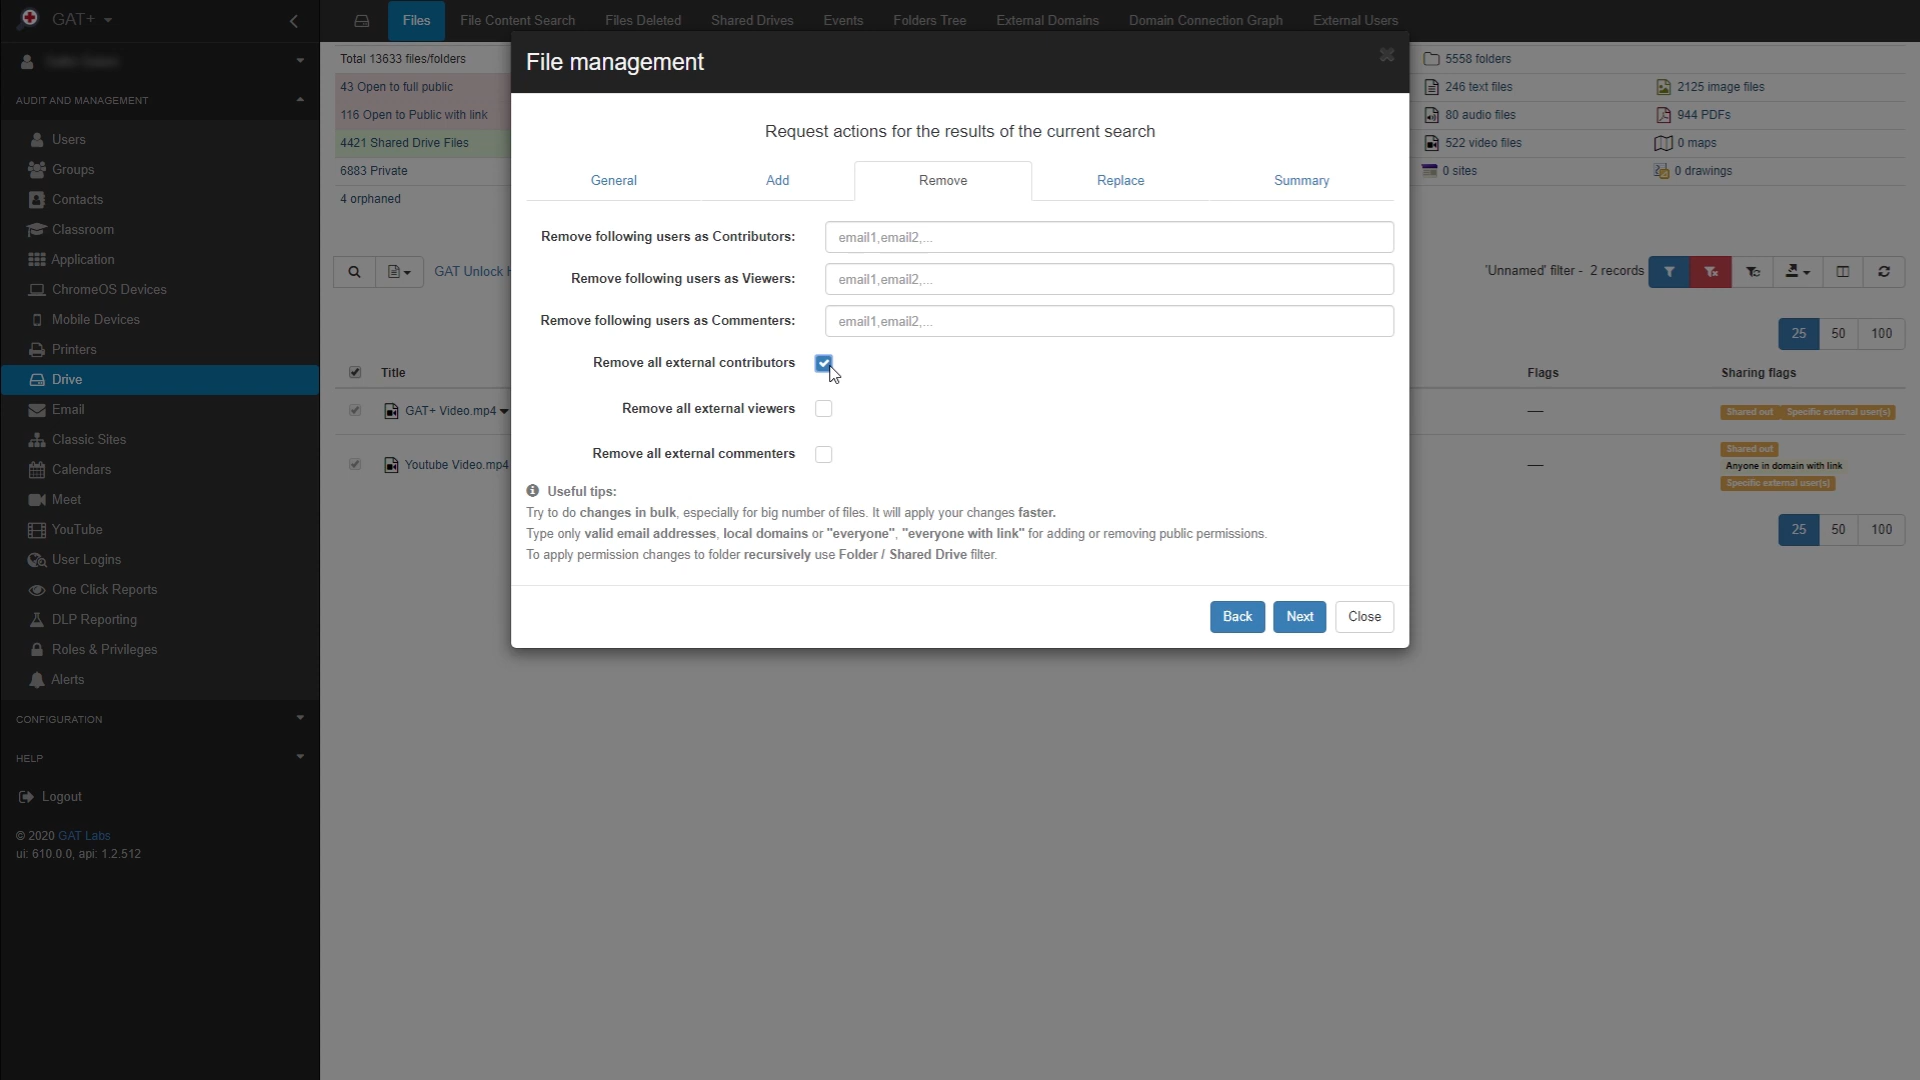 GAT+
AUDIT AND MANAGEMENT
Users
Groups
Contacts
Classroom
Application
ChromeOS Devices
Mobile Devices
Printers
Drive
Email
Classic Sites
Calendars
Meet
YouTube
User Logins
One Click Reports
DLP Reporting
Roles & Privileges
Alerts
CONFIGURATION
HELP
Logout
© 2020 GAT Labs
ui: 610.0.0, api: 1.2.512
Files File Content Search Files Deleted Shared Drives Events Folders Tree External Domains Domain Connection Graph External Users
Total 13633 files/folders
43 Open to full public
116 Open to Public with link
4421 Shared Drive Files
6883 Private
4 orphaned
5558 folders
246 text files 2125 image files
80 audio files 944 PDFs
522 video files 0 maps
0 sites 0 drawings
GAT Unlock
'Unnamed' filter - 2 records
25 50 100
Title Flags Sharing flags
GAT+ Video.mp4 — Shared out Specific external user(s)
Youtube Video.mp4 — Shared out
Anyone in domain with link
Specific external user(s)
25 50 100
File management
Request actions for the results of the current search
General Add Remove Replace Summary
Remove following users as Contributors: email1,email2,...
Remove following users as Viewers: email1,email2,...
Remove following users as Commenters: email1,email2,...
Remove all external contributors
Remove all external viewers
Remove all external commenters
Useful tips:
Try to do changes in bulk, especially for big number of files. It will apply your changes faster.
Type only valid email addresses, local domains or "everyone", "everyone with link" for adding or removing public permissions.
To apply permission changes to folder recursively use Folder / Shared Drive filter.
Back Next Close